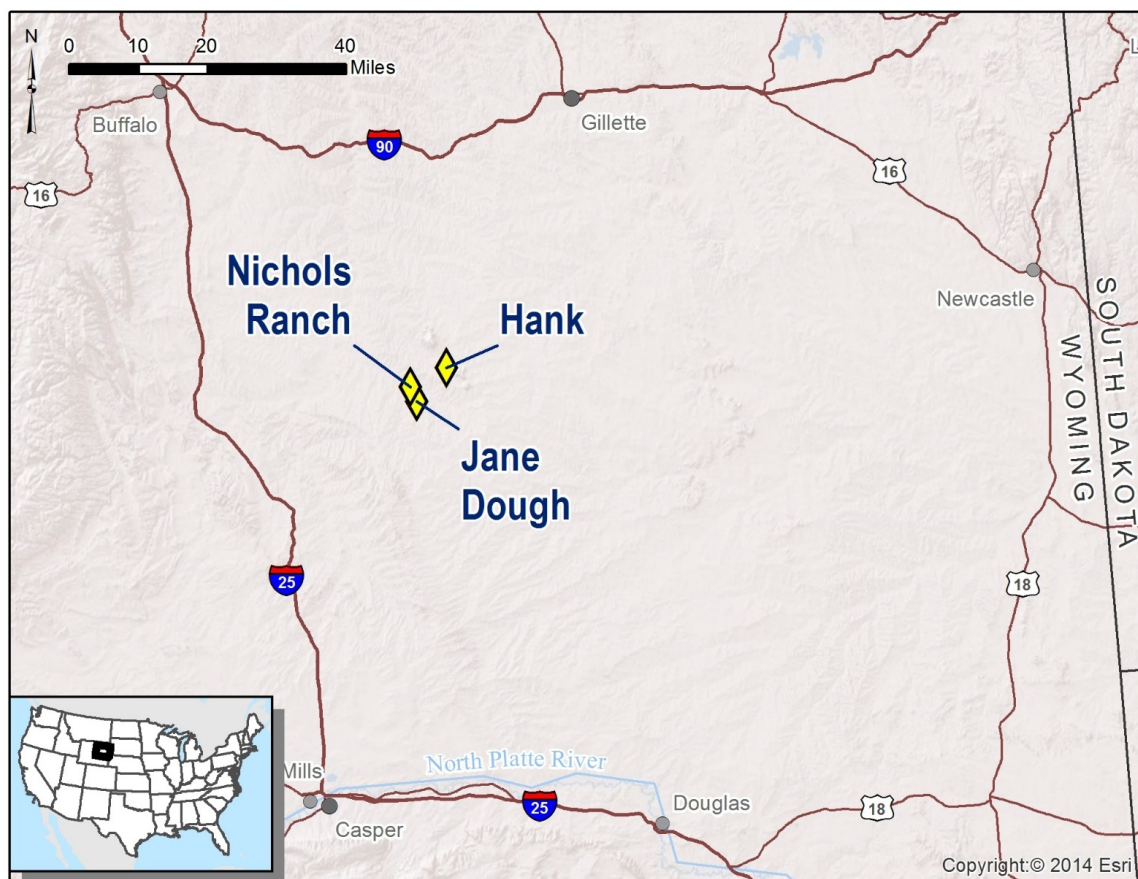 N
0 10 20 40
Miles
Buffalo
90
Gillette
16
16
Nichols
Ranch
Hank
Newcastle
SOUTH DAKOTA
WYOMING
Jane
Dough
25
18
North Platte River
Mills
Casper
25
Douglas
18
Copyright:© 2014 Esri